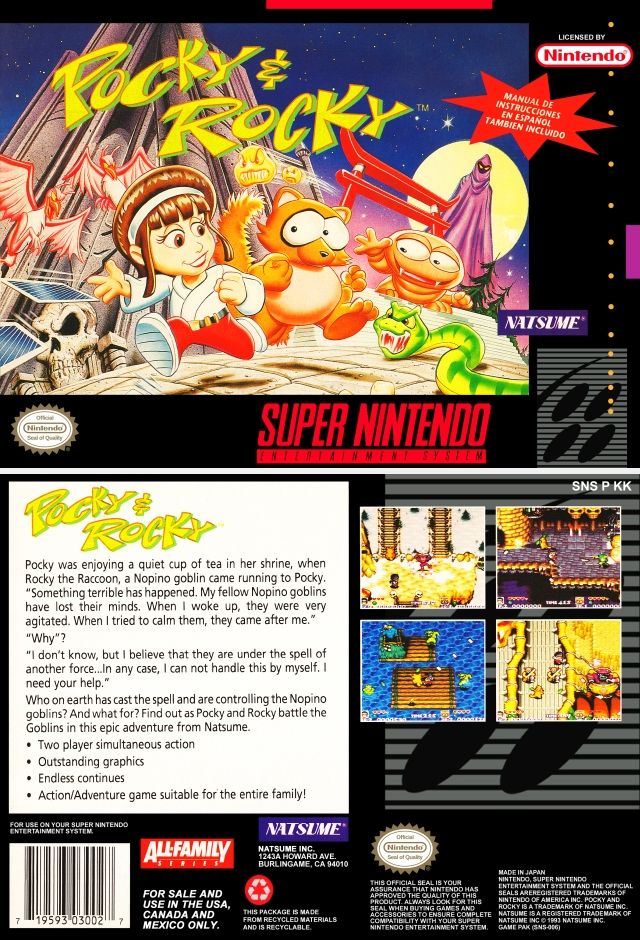 LICENSED BY
Nintendo®
POCKY & ROCKY™
MANUAL DE
INSTRUCCIONES
EN ESPAÑOL
TAMBIEN INCLUIDO
NATSUME®
Official
Nintendo
Seal of Quality
SUPER NINTENDO
ENTERTAINMENT SYSTEM
SNS P KK
POCKY & ROCKY™
Pocky was enjoying a quiet cup of tea in her shrine, when
Rocky the Raccoon, a Nopino goblin came running to Pocky.
“Something terrible has happened. My fellow Nopino goblins
have lost their minds. When I woke up, they were very
agitated. When I tried to calm them, they came after me.”
“Why”?
“I don’t know, but I believe that they are under the spell of
another force...In any case, I can not handle this by myself. I
need your help.”
Who on earth has cast the spell and are controlling the Nopino
goblins? And what for? Find out as Pocky and Rocky battle the
Goblins in this epic adventure from Natsume.
• Two player simultaneous action
• Outstanding graphics
• Endless continues
• Action/Adventure game suitable for the entire family!
FOR USE ON YOUR SUPER NINTENDO
ENTERTAINMENT SYSTEM.
7 19593 03002 7
ALL-FAMILY
SERIES
FOR SALE AND
USE IN THE USA,
CANADA AND
MEXICO ONLY.
NATSUME®
NATSUME INC.
1243A HOWARD AVE.
BURLINGAME, CA 94010
THIS PACKAGE IS MADE
FROM RECYCLED MATERIALS
AND IS RECYCLABLE.
Official
Nintendo
Seal of Quality
THIS OFFICIAL SEAL IS YOUR
ASSURANCE THAT NINTENDO HAS
APPROVED THE QUALITY OF THIS
PRODUCT. ALWAYS LOOK FOR THIS
SEAL WHEN BUYING GAMES AND
ACCESSORIES TO ENSURE COMPLETE
COMPATIBILITY WITH YOUR SUPER
NINTENDO ENTERTAINMENT SYSTEM.
MADE IN JAPAN
NINTENDO, SUPER NINTENDO
ENTERTAINMENT SYSTEM AND THE OFFICIAL
SEALS AREREGISTERED TRADEMARKS OF
NINTENDO OF AMERICA INC. POCKY AND
ROCKY IS A TRADEMARK OF NATSUME INC.
NATSUME IS A REGISTERED TRADEMARK OF
NATSUME INC © 1993 NATSUME INC.
GAME PAK (SNS-006)